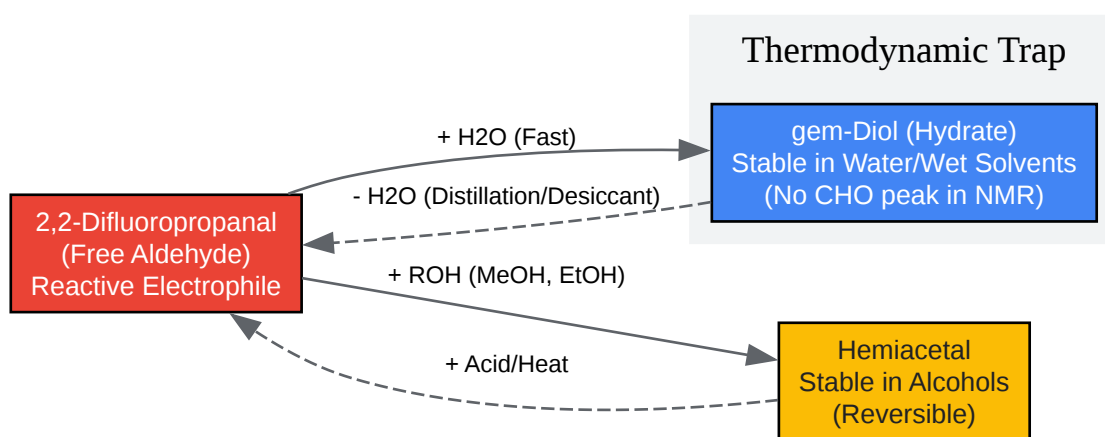 Thermodynamic Trap
gem-Diol (Hydrate)
Stable in Water/Wet Solvents
(No CHO peak in NMR)
+ H2O (Fast)
- H2O (Distillation/Desiccant)
2,2-Difluoropropanal
(Free Aldehyde)
Reactive Electrophile
+ ROH (MeOH, EtOH)
+ Acid/Heat
Hemiacetal
Stable in Alcohols
(Reversible)